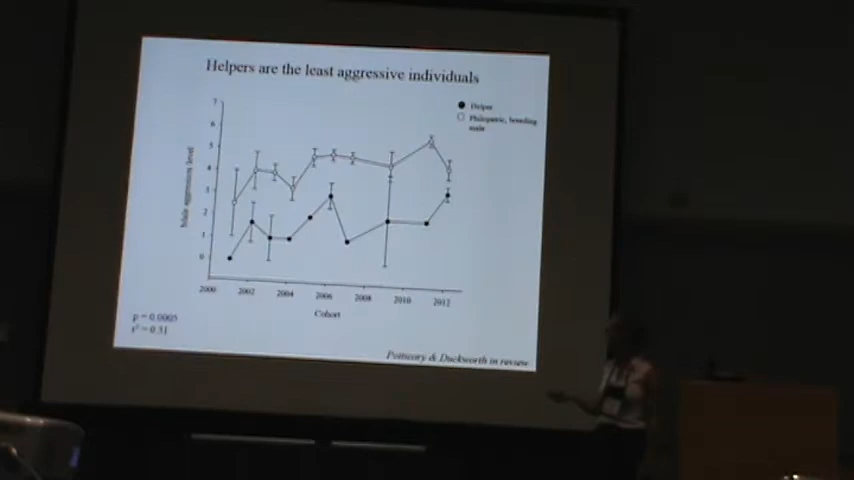 Helpers are the least aggressive individuals
Helper
Philopatric, breeding
male
Male aggression level
7
6
5
4
3
2
1
0
2000 2002 2004 2006 2008 2010 2012
Cohort
p = 0.0005
r² = 0.31
Potticary & Duckworth in review